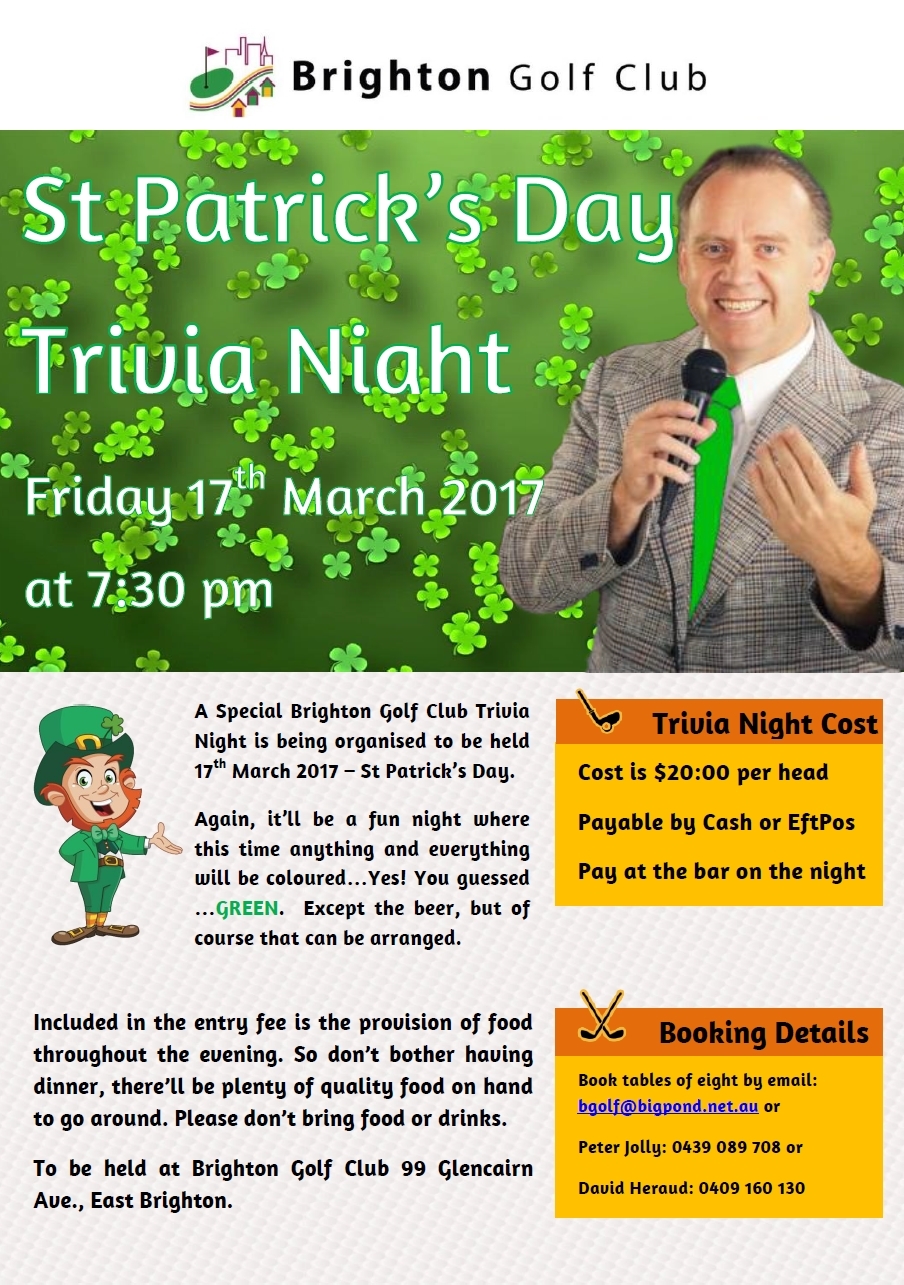 Brighton Golf Club
St Patrick's Day
Trivia Night
Friday 17th March 2017
at 7:30 pm
A Special Brighton Golf Club Trivia
Night is being organised to be held
17th March 2017 – St Patrick's Day.
Again, it'll be a fun night where
this time anything and everything
will be coloured...Yes! You guessed
...GREEN. Except the beer, but of
course that can be arranged.
Trivia Night Cost
Cost is $20:00 per head
Payable by Cash or EftPos
Pay at the bar on the night
Included in the entry fee is the provision of food
throughout the evening. So don't bother having
dinner, there'll be plenty of quality food on hand
to go around. Please don't bring food or drinks.
To be held at Brighton Golf Club 99 Glencairn
Ave., East Brighton.
Booking Details
Book tables of eight by email:
bgolf@bigpond.net.au or
Peter Jolly: 0439 089 708 or
David Heraud: 0409 160 130